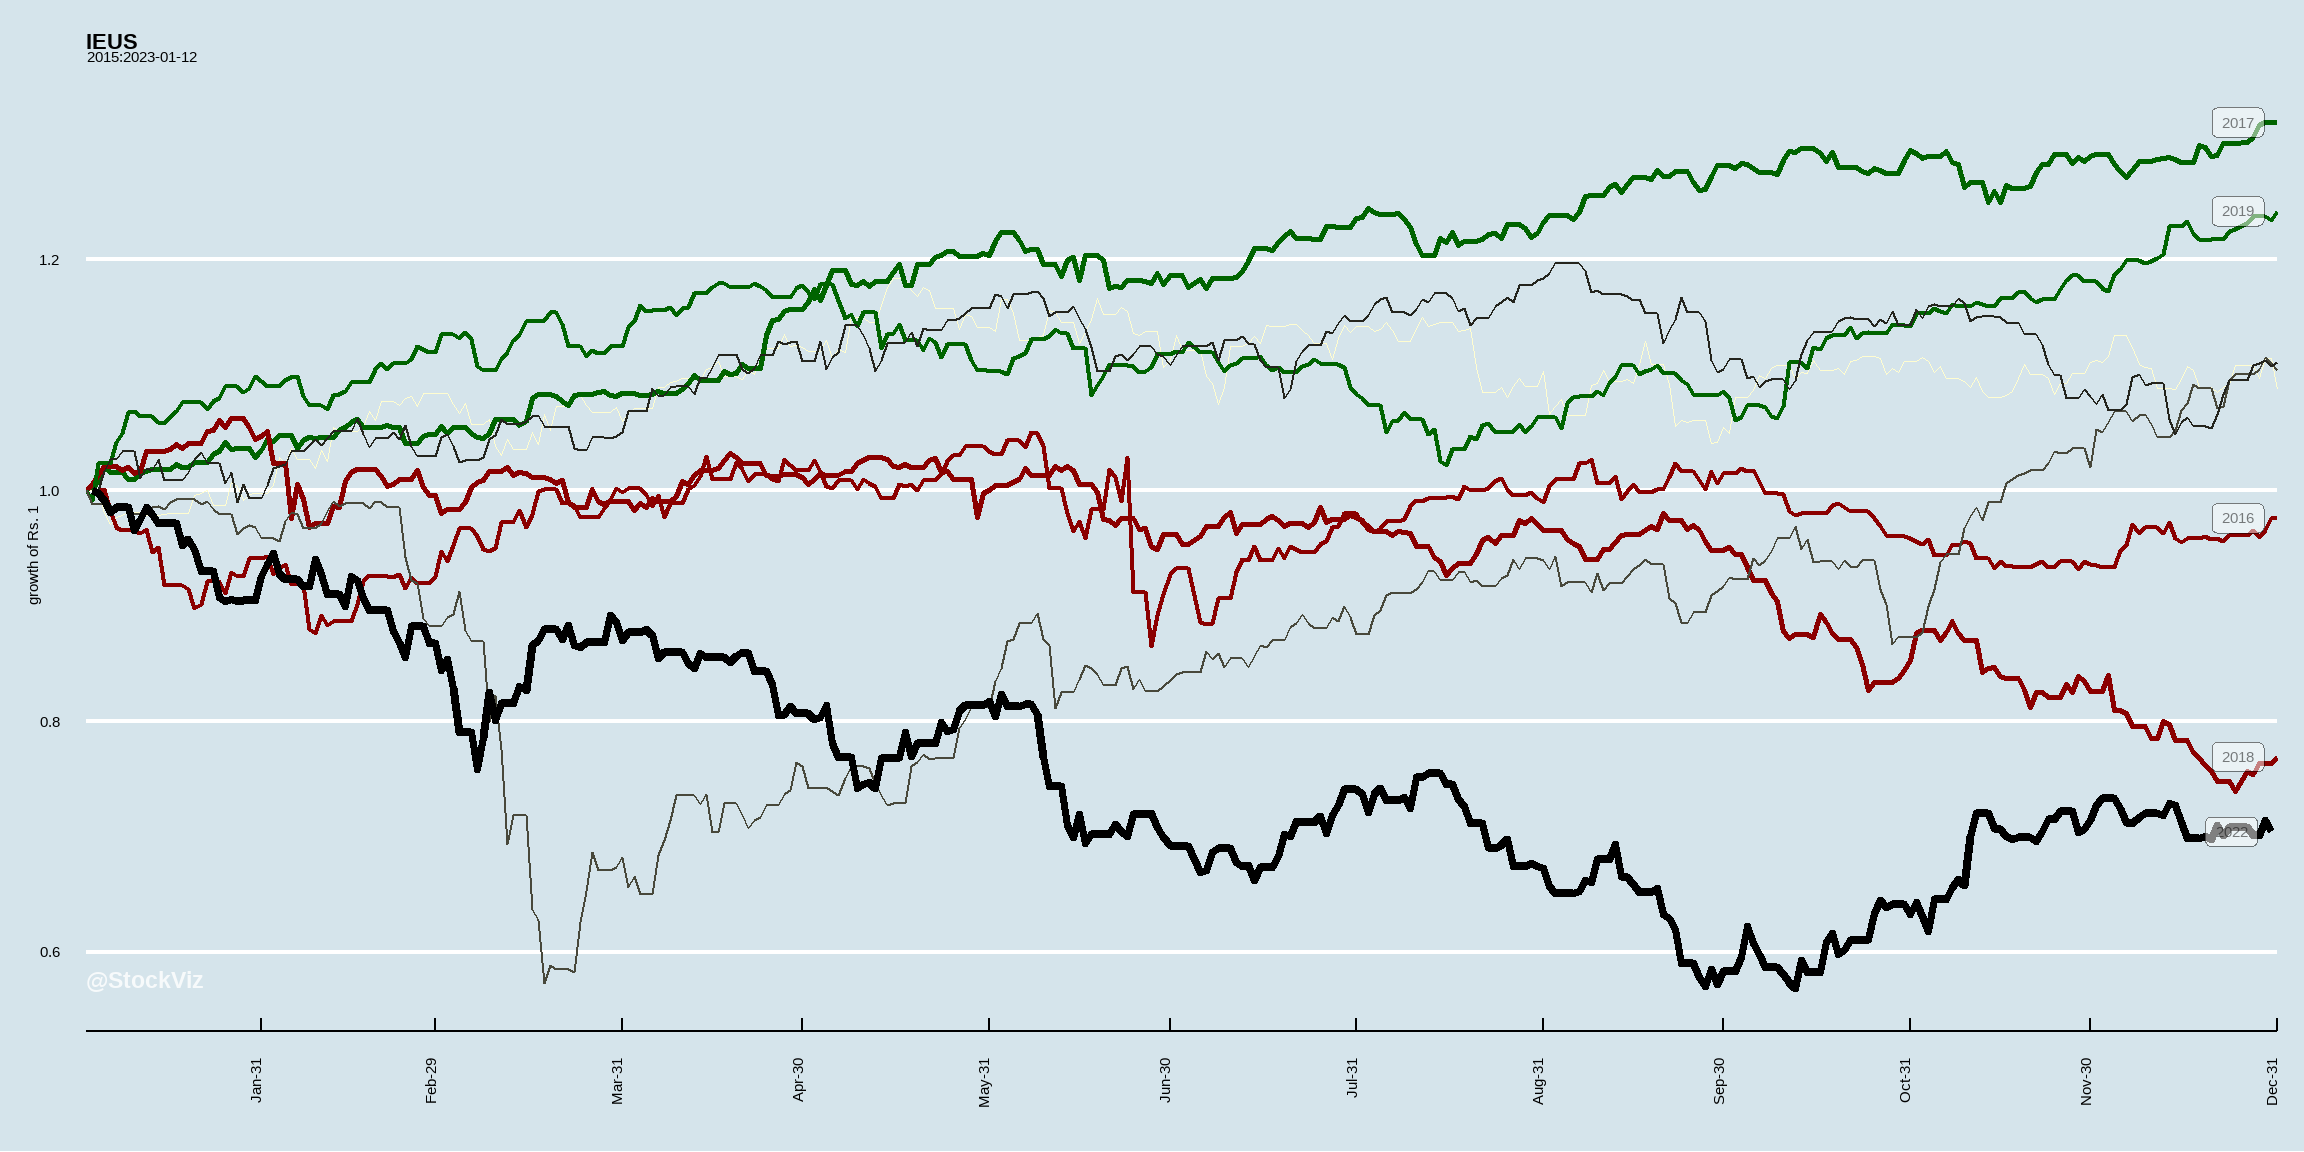 IEUS
2015:2023-01-12
2017
2019
1.2
1.0
2016
growth of Rs. 1
0.8
2018
2022
0.6
@StockViz
Jan-31
Feb-29
Mar-31
Apr-30
May-31
Jun-30
Jul-31
Aug-31
Sep-30
Oct-31
Nov-30
Dec-31